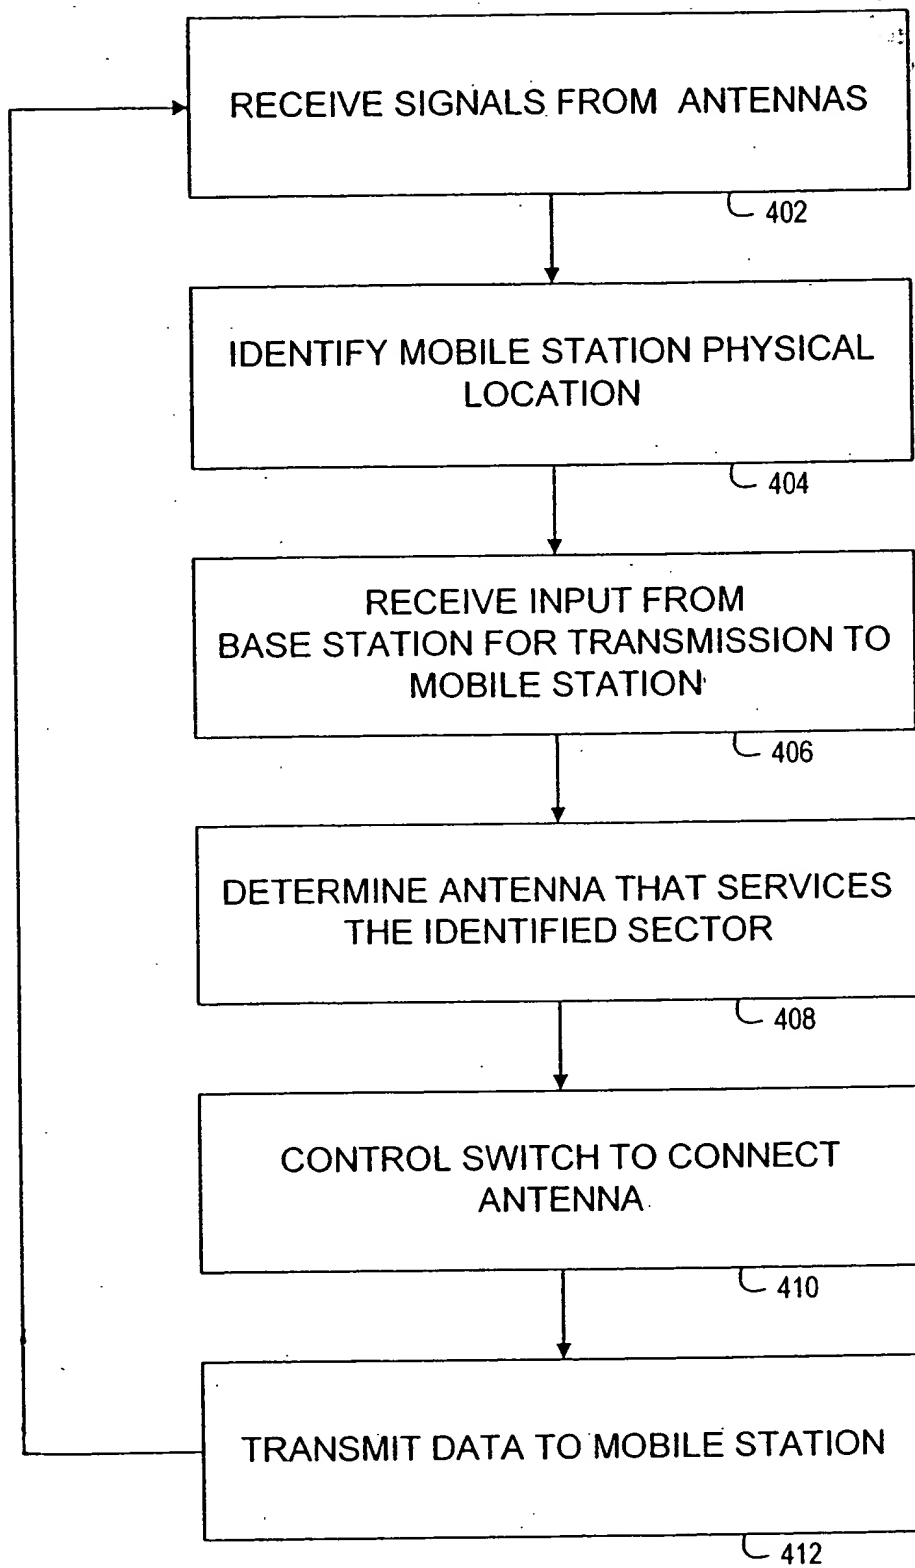 RECEIVE SIGNALS FROM ANTENNAS
402
IDENTIFY MOBILE STATION PHYSICAL
LOCATION
404
RECEIVE INPUT FROM
BASE STATION FOR TRANSMISSION TO
MOBILE STATION
406
DETERMINE ANTENNA THAT SERVICES
THE IDENTIFIED SECTOR
408
CONTROL SWITCH TO CONNECT
ANTENNA
410
TRANSMIT DATA TO MOBILE STATION
412